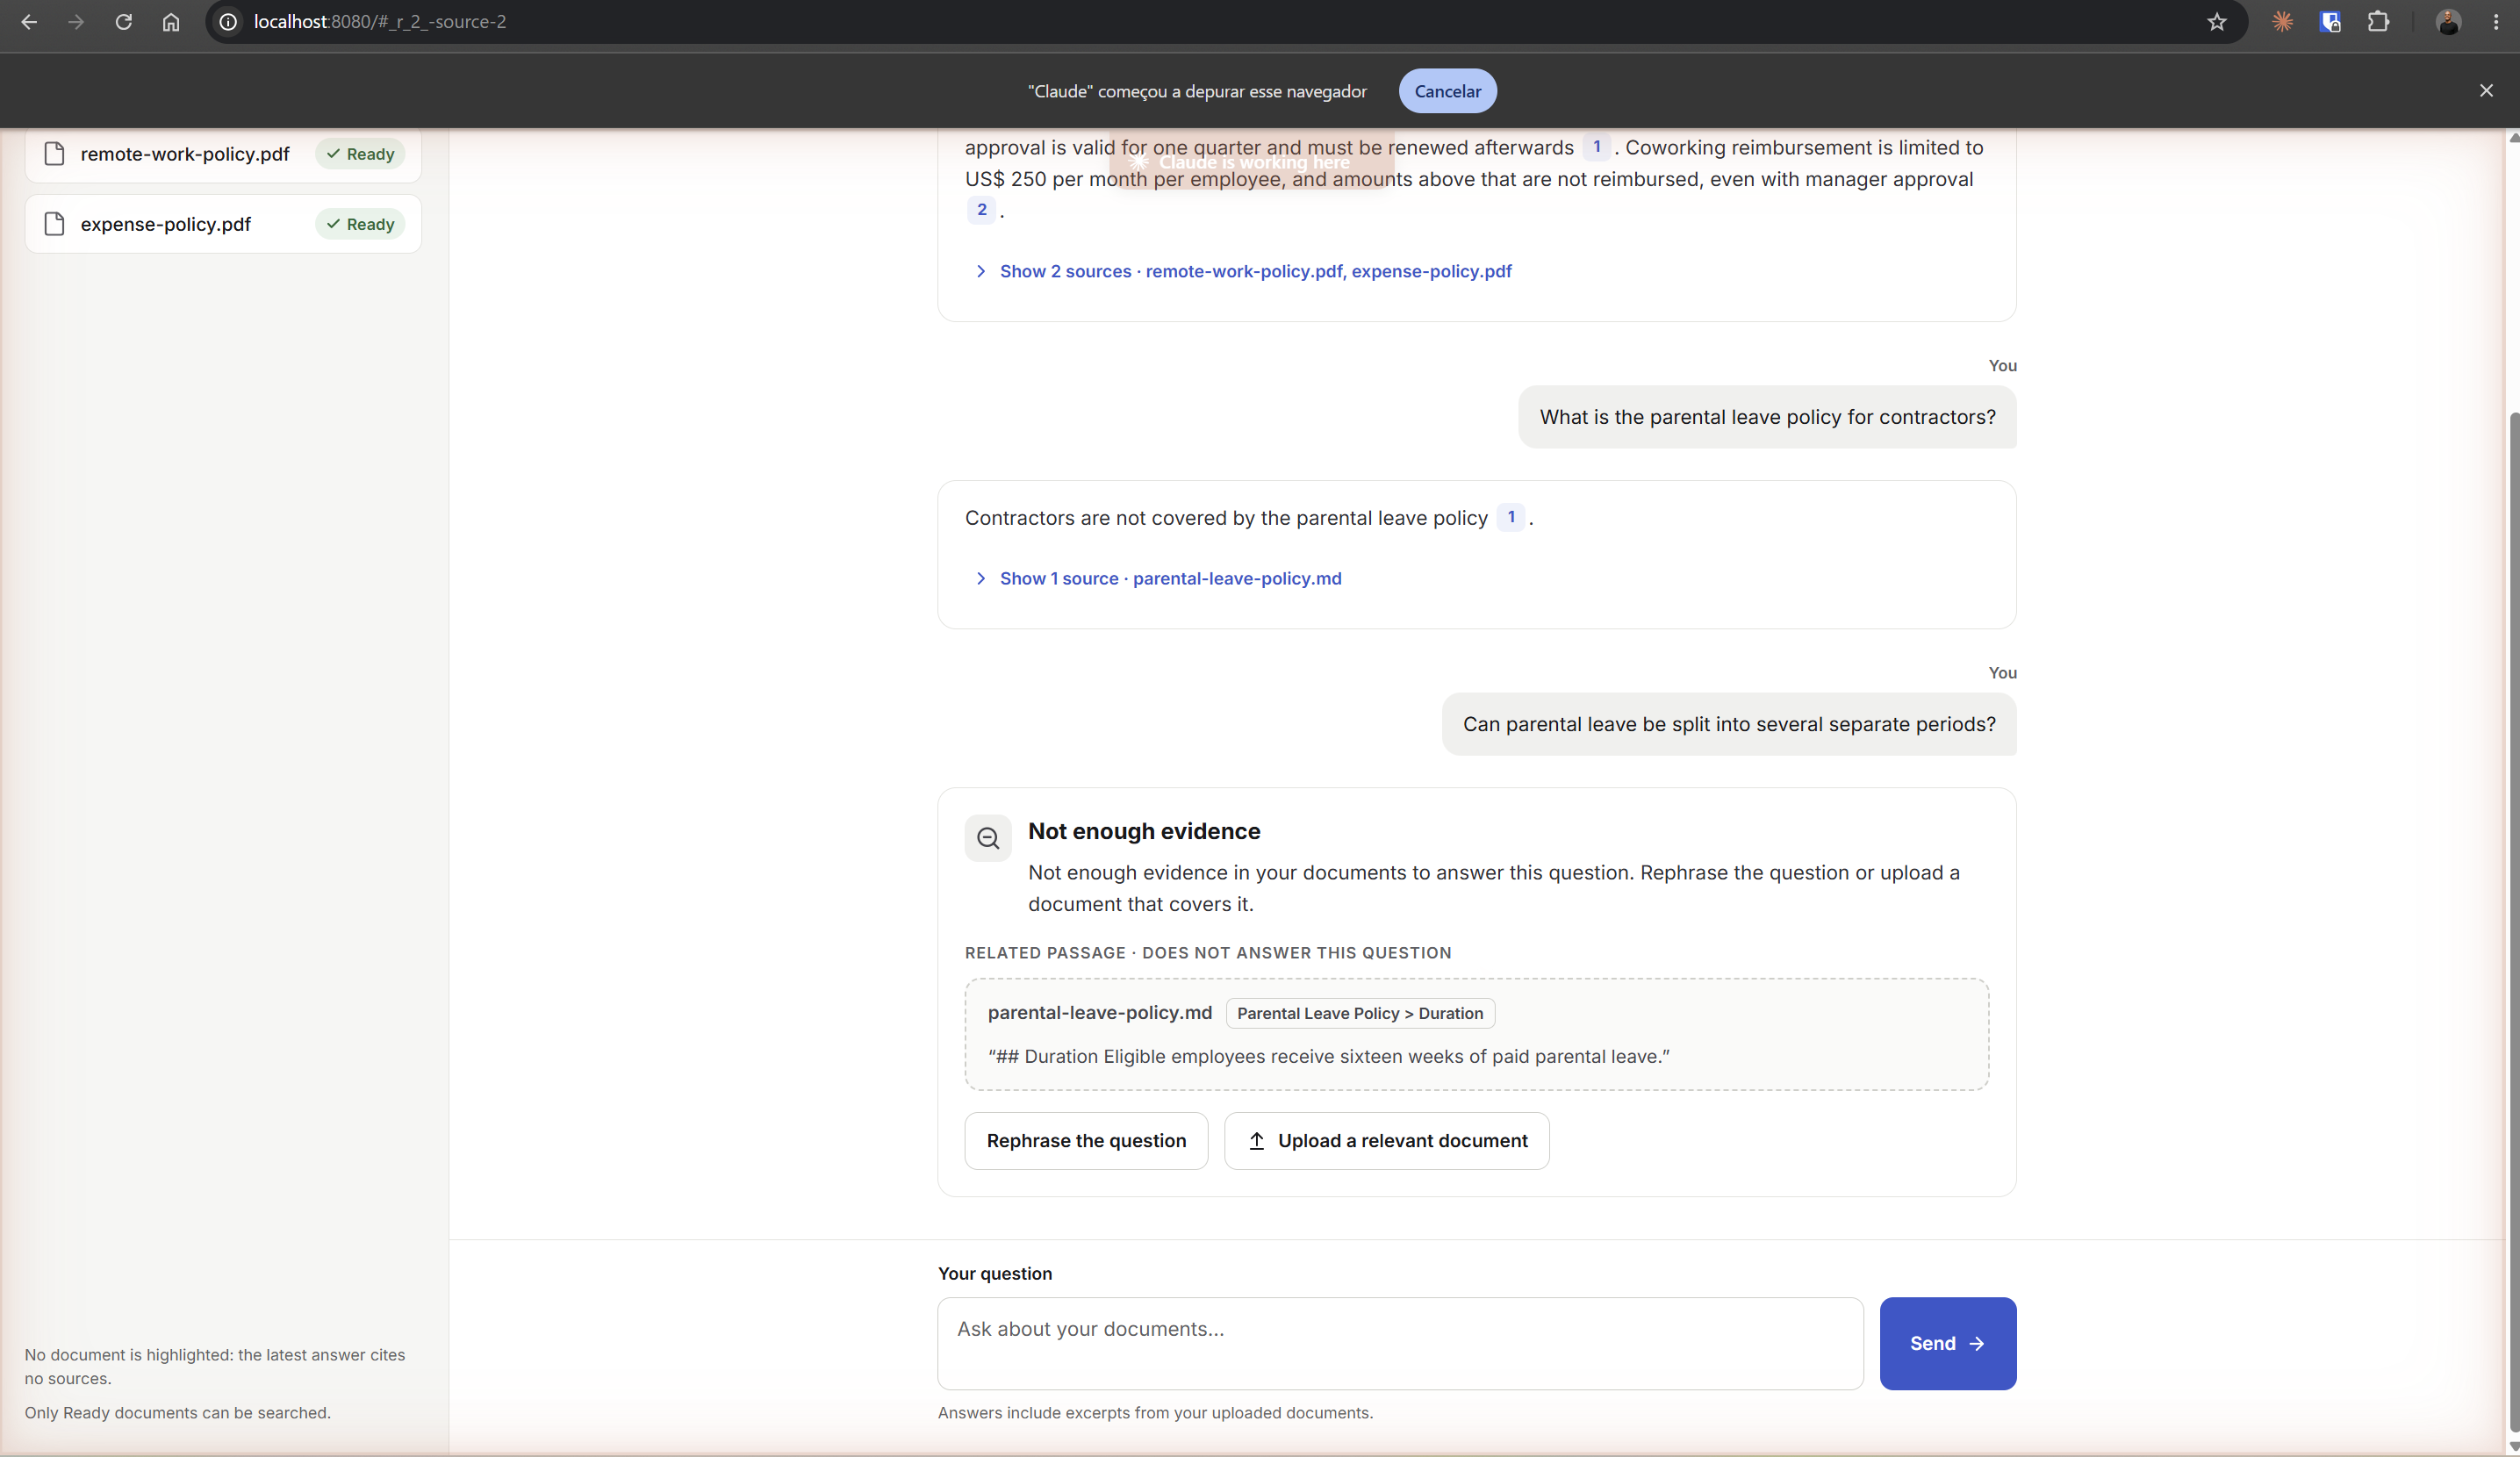 localhost:8080/#_r_2_-source-2
"Claude" começou a depurar esse navegador
Cancelar
remote-work-policy.pdf
Ready
expense-policy.pdf
Ready
No document is highlighted: the latest answer cites
no sources.
Only Ready documents can be searched.
Claude is working here
approval is valid for one quarter and must be renewed afterwards 1 . Coworking reimbursement is limited to
US$ 250 per month per employee, and amounts above that are not reimbursed, even with manager approval
2 .
Show 2 sources · remote-work-policy.pdf, expense-policy.pdf
You
What is the parental leave policy for contractors?
Contractors are not covered by the parental leave policy 1 .
Show 1 source · parental-leave-policy.md
You
Can parental leave be split into several separate periods?
Not enough evidence
Not enough evidence in your documents to answer this question. Rephrase the question or upload a
document that covers it.
RELATED PASSAGE · DOES NOT ANSWER THIS QUESTION
parental-leave-policy.md
Parental Leave Policy > Duration
“## Duration Eligible employees receive sixteen weeks of paid parental leave.”
Rephrase the question
Upload a relevant document
Your question
Ask about your documents...
Send
Answers include excerpts from your uploaded documents.